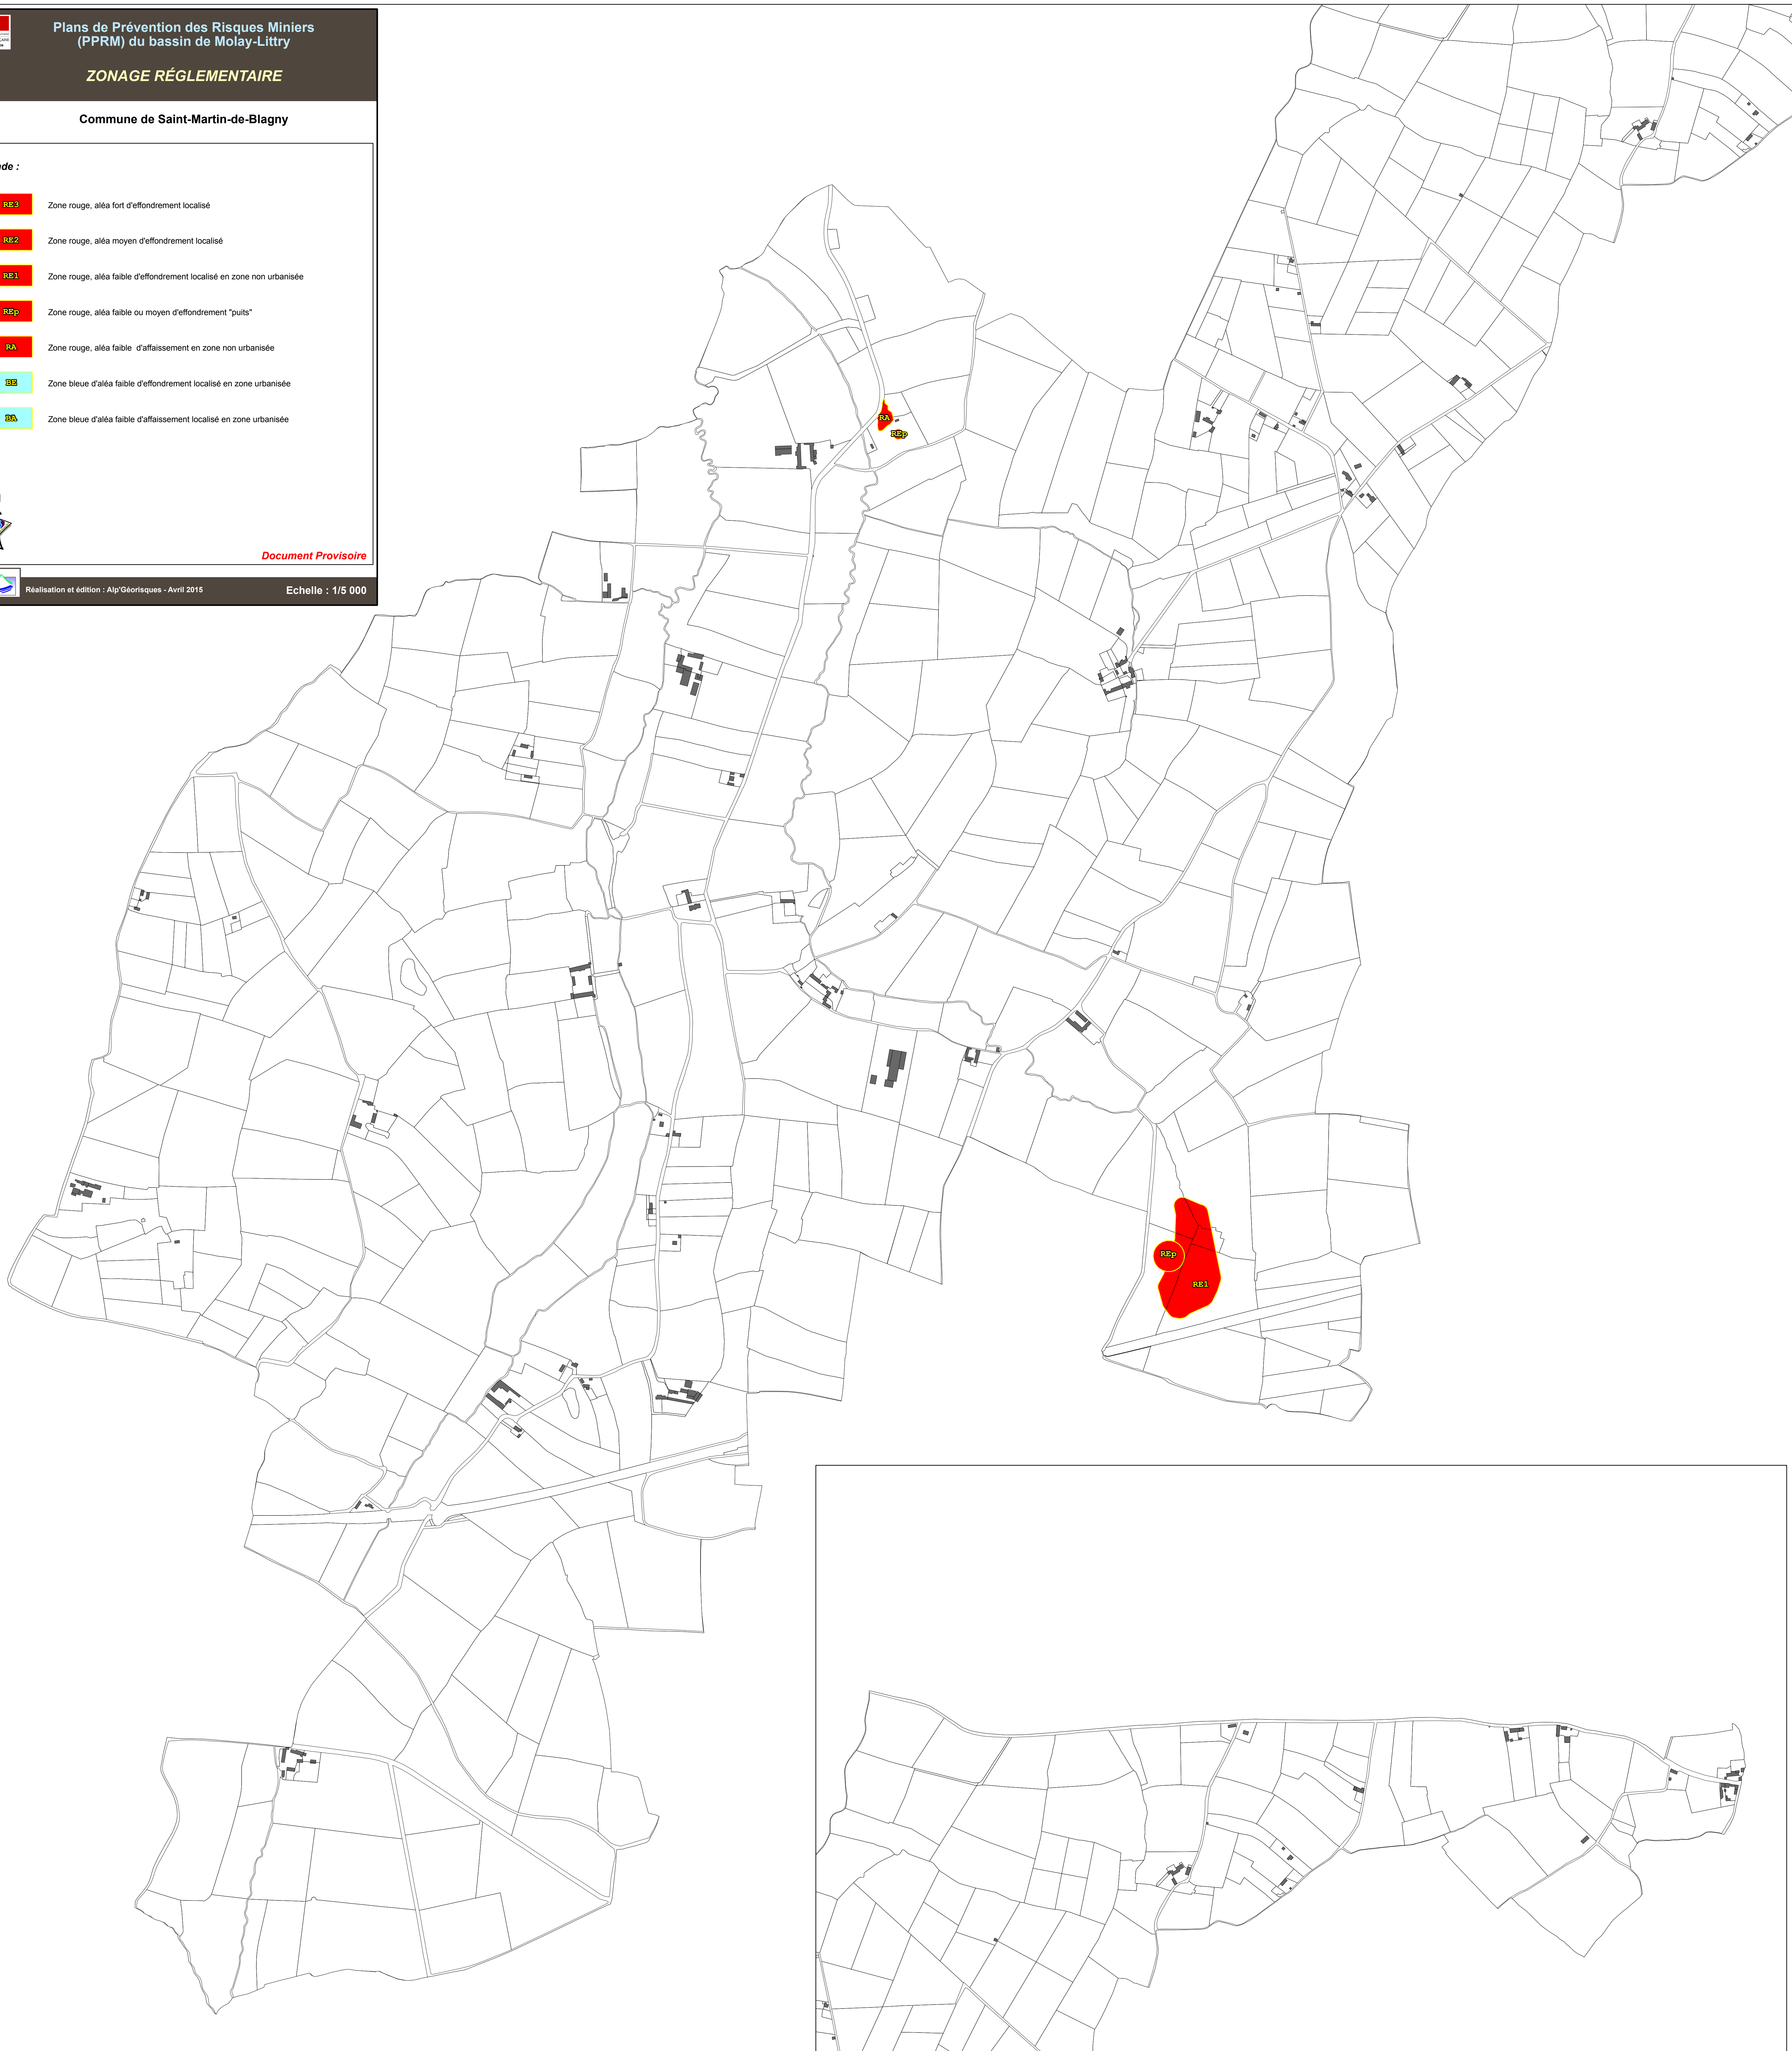 Plans de Prévention des Risques Miniers
(PPRM) du bassin de Molay-Littry
ZONAGE RÉGLEMENTAIRE
Commune de Saint-Martin-de-Blagny
nde :
RE3 Zone rouge, aléa fort d'effondrement localisé
RE2 Zone rouge, aléa moyen d'effondrement localisé
RE1 Zone rouge, aléa faible d'effondrement localisé en zone non urbanisée
REp Zone rouge, aléa faible ou moyen d'effondrement "puits"
RA Zone rouge, aléa faible d'affaissement en zone non urbanisée
BE Zone bleue d'aléa faible d'effondrement localisé en zone urbanisée
BA Zone bleue d'aléa faible d'affaissement localisé en zone urbanisée
Document Provisoire
Réalisation et édition : Alp'Géorisques - Avril 2015 Echelle : 1/5 000
RA
REp
REp
RE1